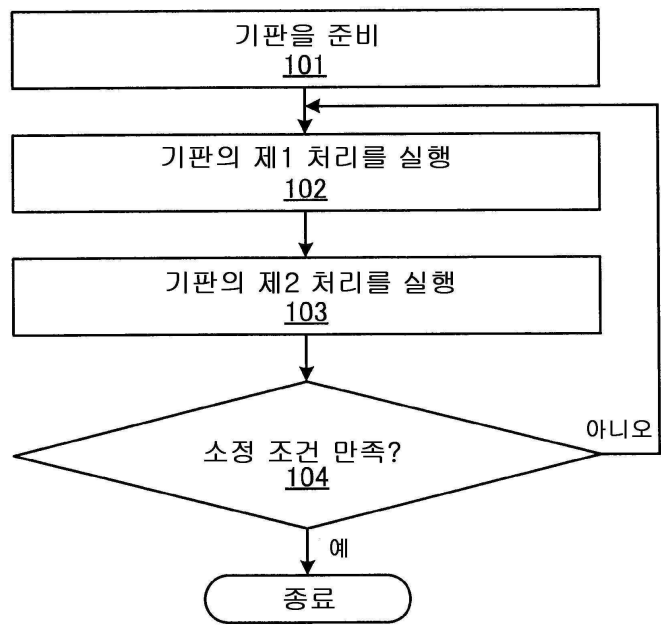 기판을 준비
101
기판의 제1 처리를 실행
102
기판의 제2 처리를 실행
103
소정 조건 만족?
104
아니오
예
종료